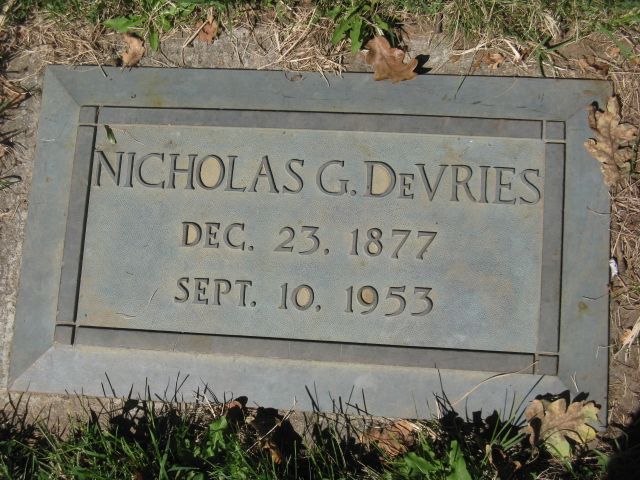 NICHOLAS G. DeVRIES
DEC. 23. 1877
SEPT. 10. 1953